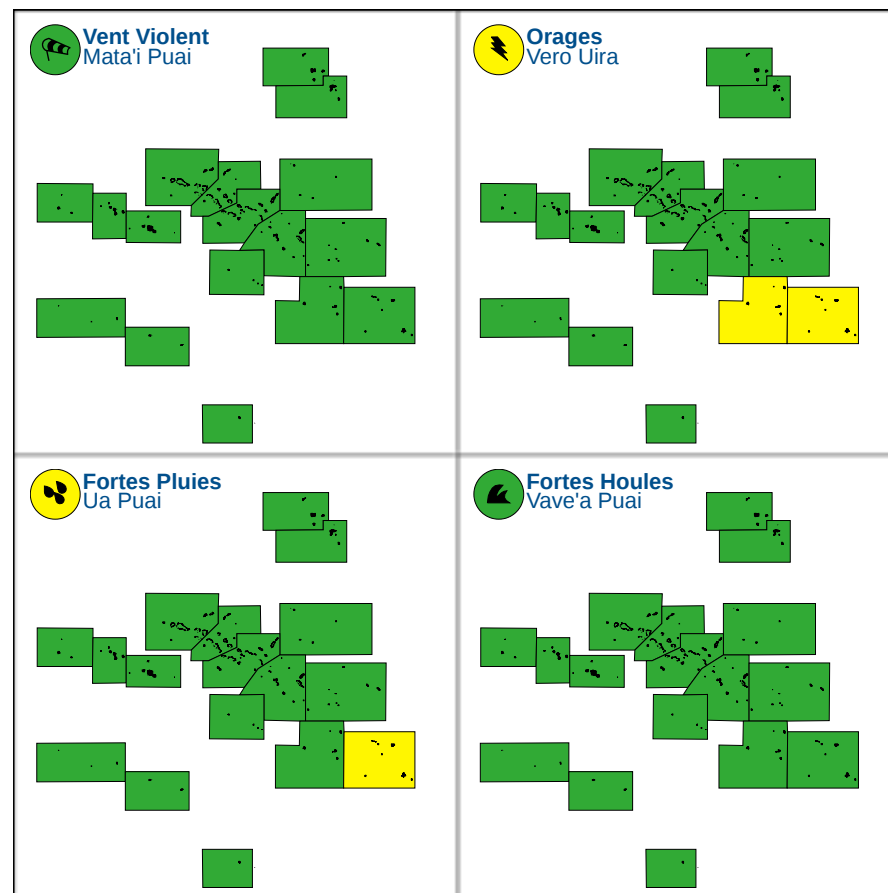 Vent Violent
Mata'i Puai
Orages
Vero Uira
Fortes Pluies
Ua Puai
Fortes Houles
Vave'a Puai